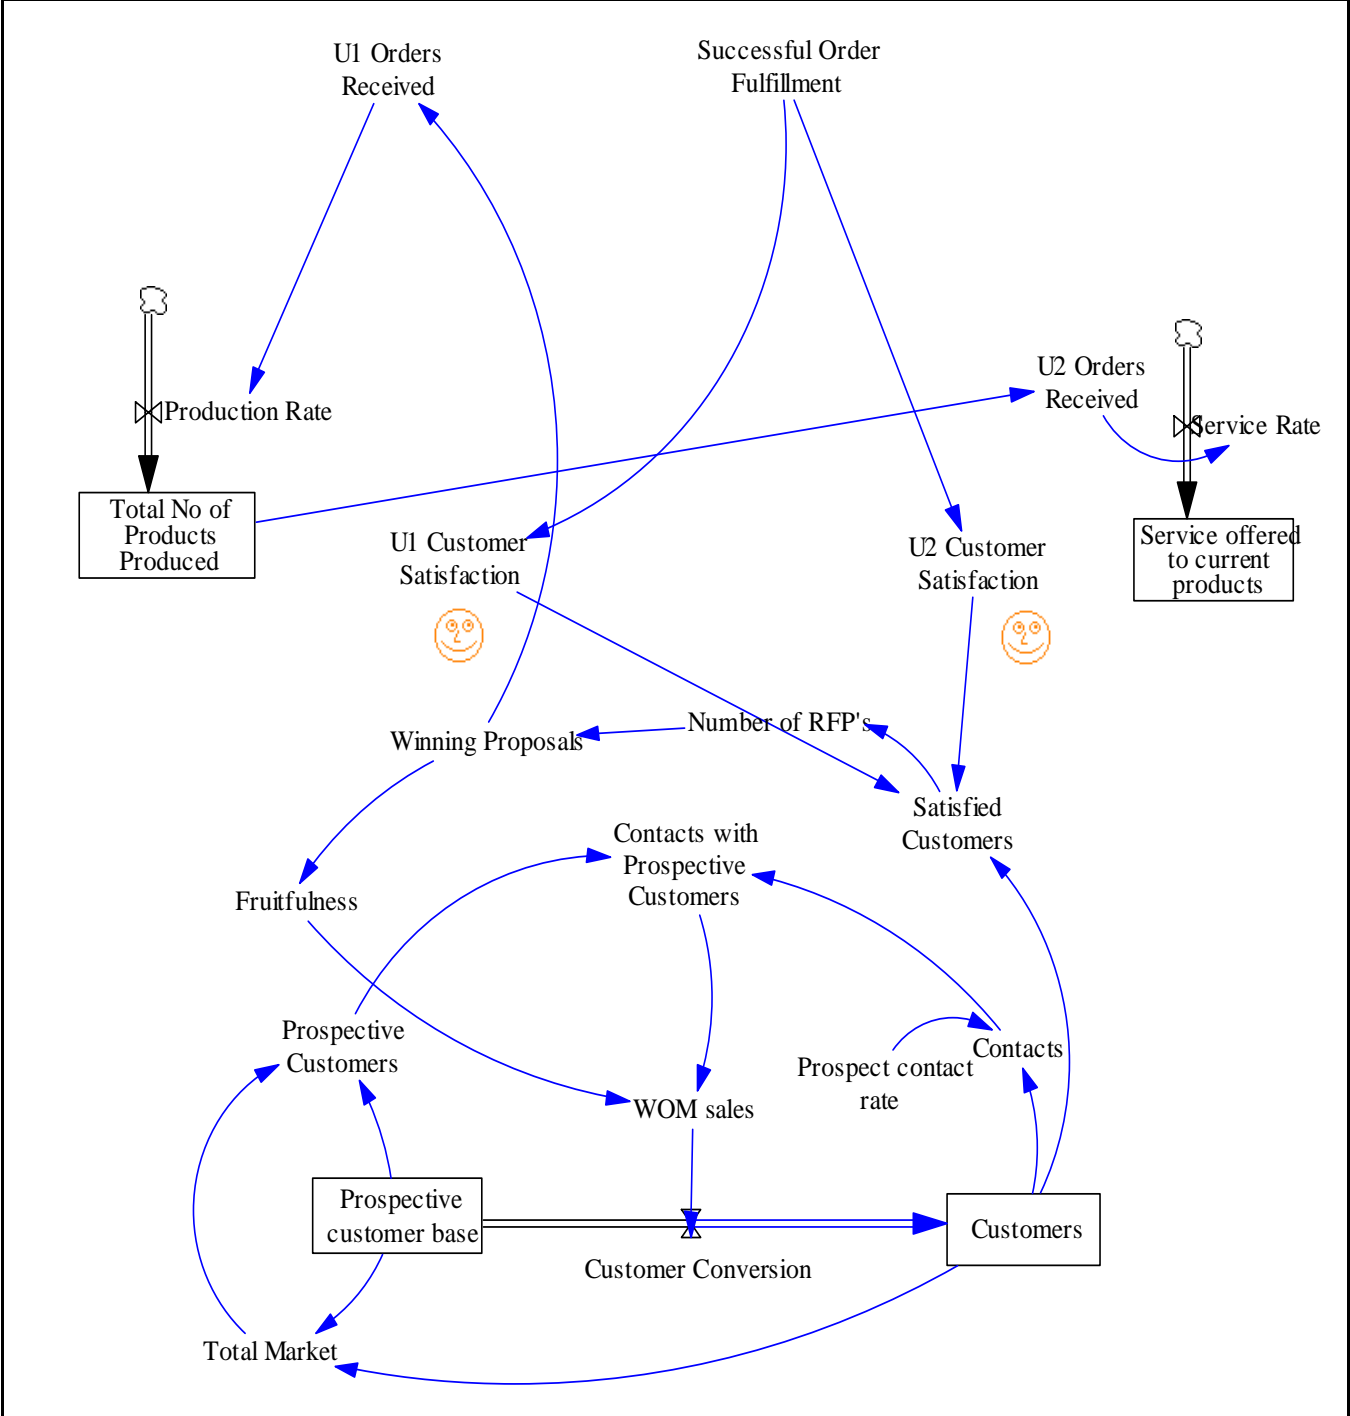 U1 Orders
Received
Successful Order
Fulfillment
Production Rate
U2 Orders
Received
Service Rate
Total No of
Products
Produced
U1 Customer
Satisfaction
U2 Customer
Satisfaction
Service offered
to current
products
Winning Proposals
Number of RFP's
Satisfied
Customers
Contacts with
Prospective
Customers
Fruitfulness
Prospective
Customers
Contacts
Prospect contact
rate
WOM sales
Prospective
customer base
Customers
Customer Conversion
Total Market